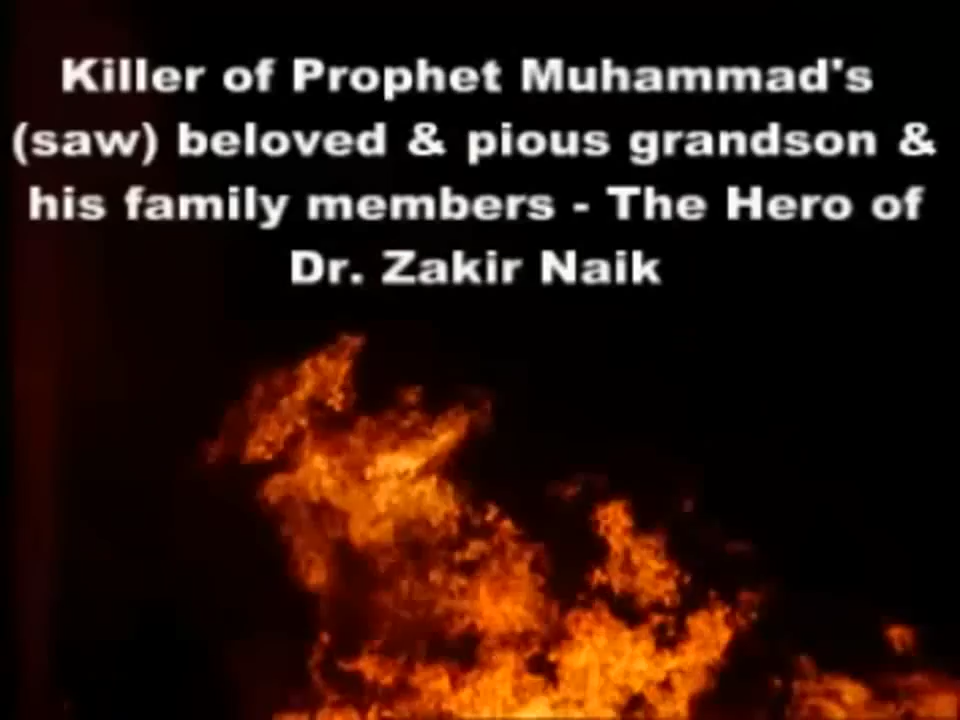 Killer of Prophet Muhammad's
(saw) beloved & pious grandson &
his family members - The Hero of
Dr. Zakir Naik